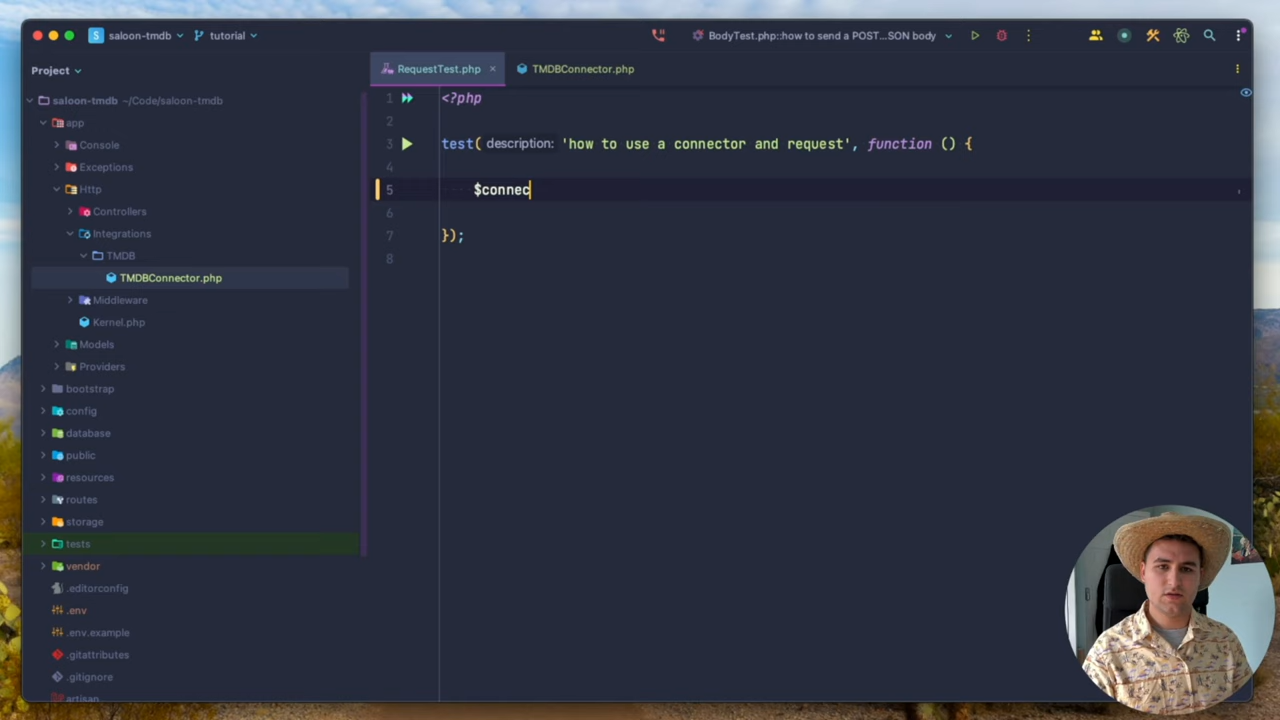 S saloon-tmdb tutorial BodyTest.php::how to send a POST...SON body
Project
RequestTest.php TMDBConnector.php
saloon-tmdb ~/Code/saloon-tmdb
app
Console
Exceptions
Http
Controllers
Integrations
TMDB
TMDBConnector.php
Middleware
Kernel.php
Models
Providers
bootstrap
config
database
public
resources
routes
storage
tests
vendor
.editorconfig
.env
.env.example
.gitattributes
.gitignore
artisan
1 <?php
2
3 test( description: 'how to use a connector and request', function () {
4
5 $connec
6
7 });
8